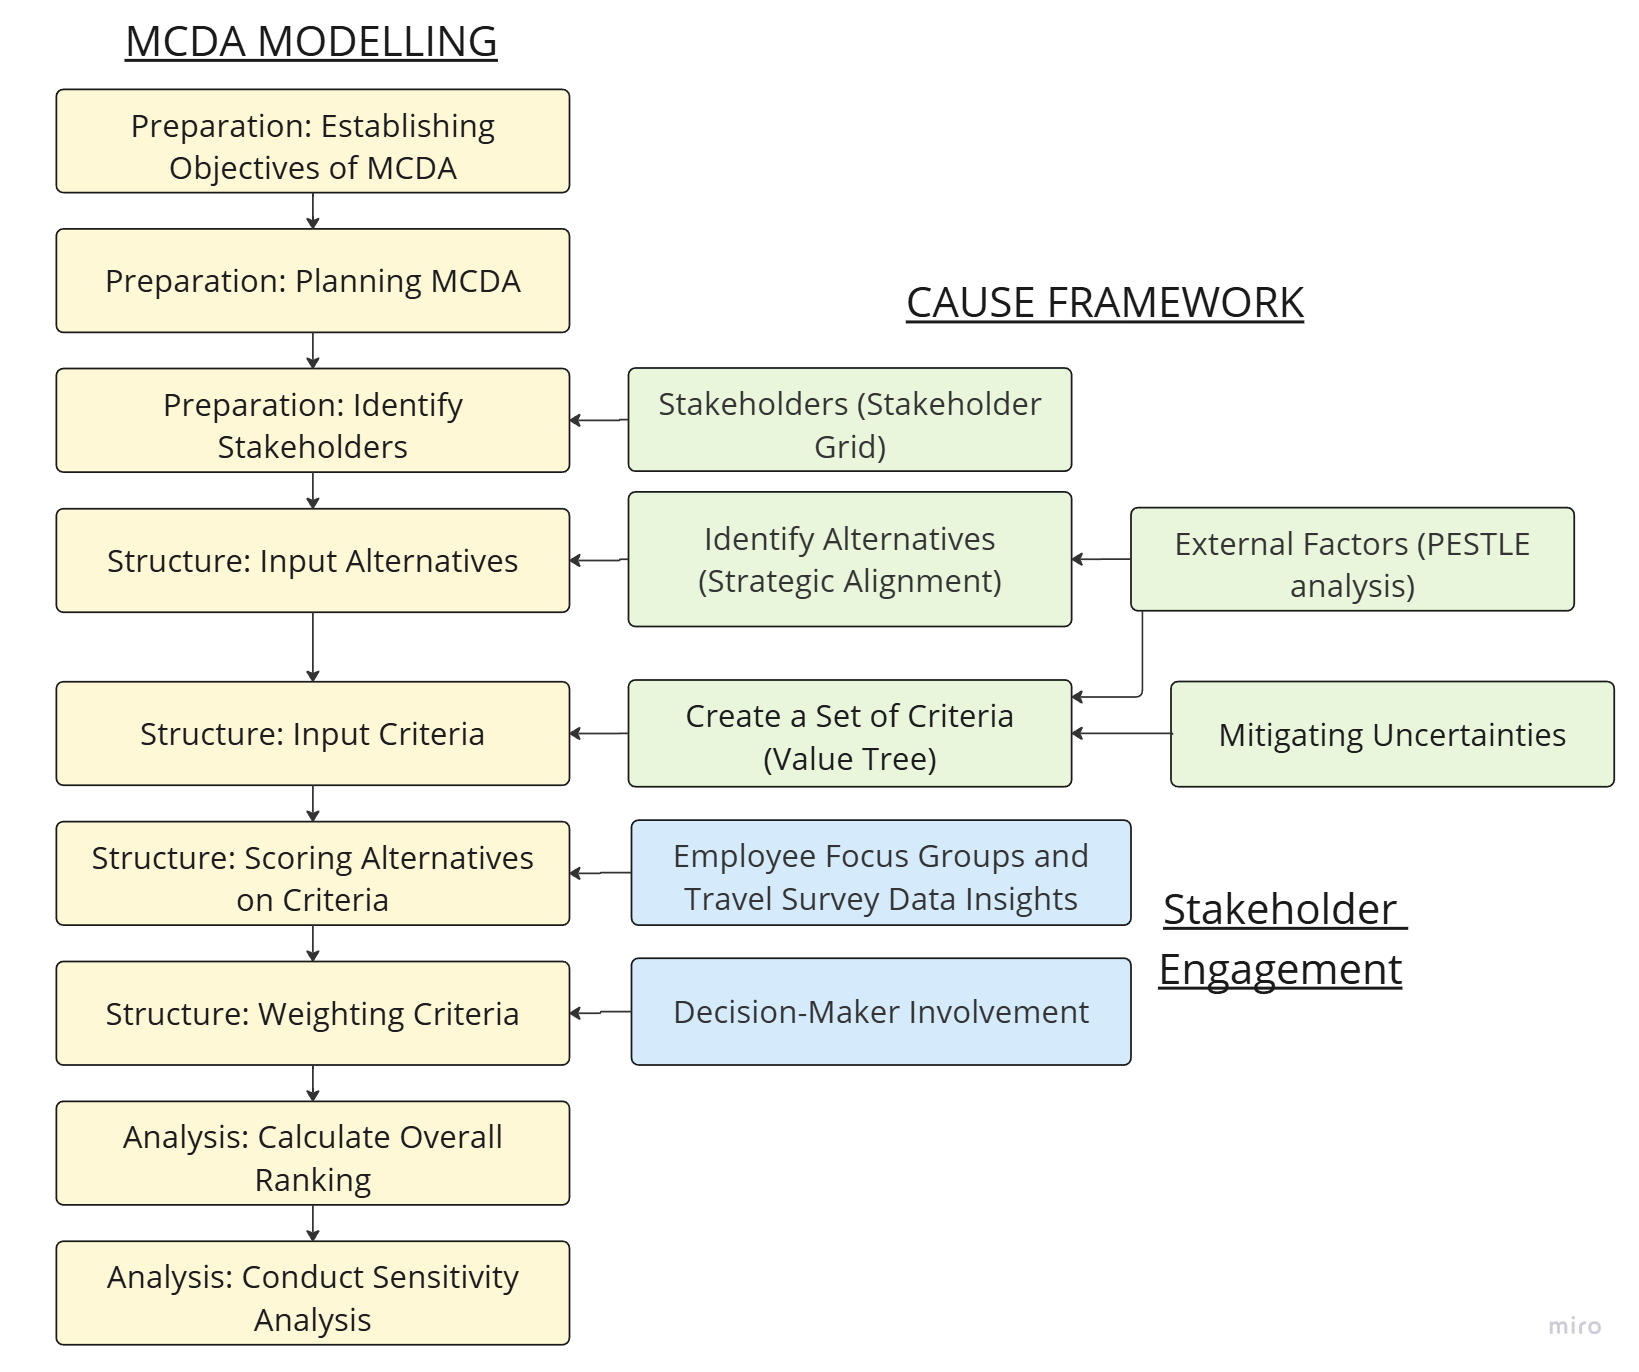 MCDA MODELLING
Preparation: Establishing
Objectives of MCDA
Preparation: Planning MCDA
CAUSE FRAMEWORK
Preparation: Identify
Stakeholders
Stakeholders (Stakeholder
Grid)
Structure: Input Alternatives
Identify Alternatives
(Strategic Alignment)
External Factors (PESTLE
analysis)
Structure: Input Criteria
Create a Set of Criteria
(Value Tree)
Mitigating Uncertainties
Structure: Scoring Alternatives
on Criteria
Employee Focus Groups and
Travel Survey Data Insights
Stakeholder
Engagement
Structure: Weighting Criteria
Decision-Maker Involvement
Analysis: Calculate Overall
Ranking
Analysis: Conduct Sensitivity
Analysis
miro